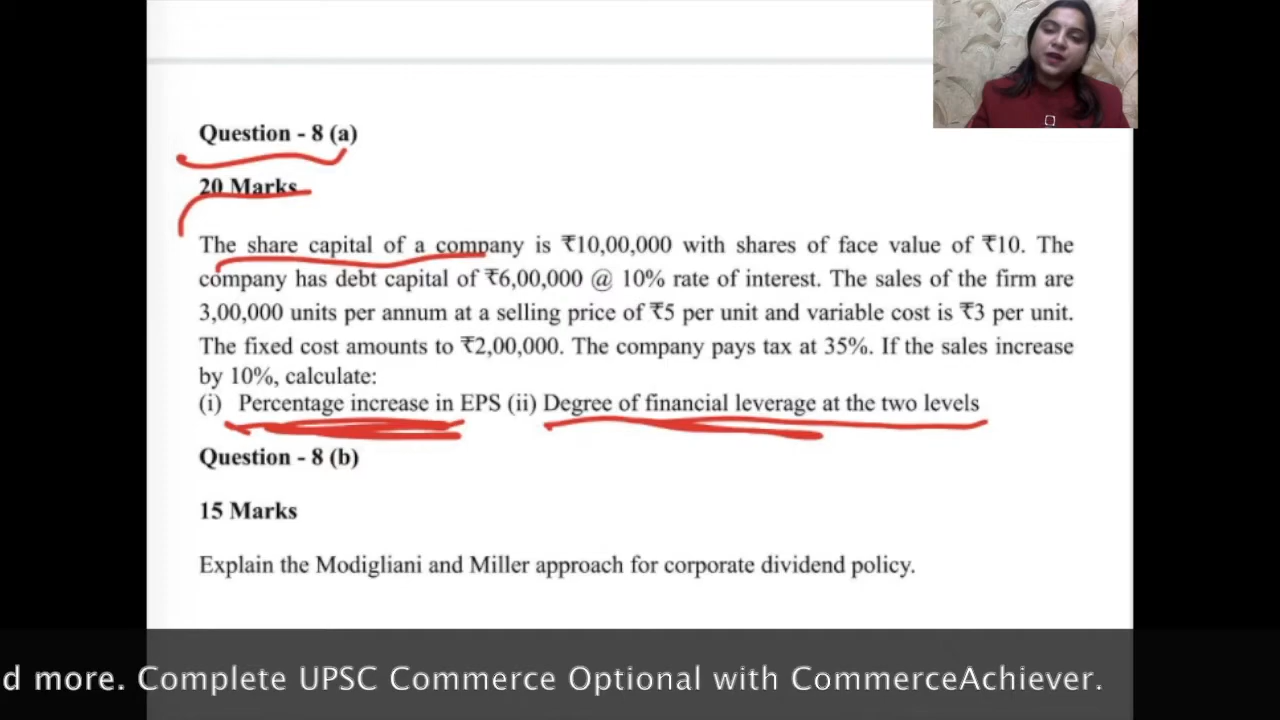 Question - 8 (a)
20 Marks
The share capital of a company is ₹10,00,000 with shares of face value of ₹10. The
company has debt capital of ₹6,00,000 @ 10% rate of interest. The sales of the firm are
3,00,000 units per annum at a selling price of ₹5 per unit and variable cost is ₹3 per unit.
The fixed cost amounts to ₹2,00,000. The company pays tax at 35%. If the sales increase
by 10%, calculate:
(i) Percentage increase in EPS (ii) Degree of financial leverage at the two levels
Question - 8 (b)
15 Marks
Explain the Modigliani and Miller approach for corporate dividend policy.
d more. Complete UPSC Commerce Optional with CommerceAchiever.